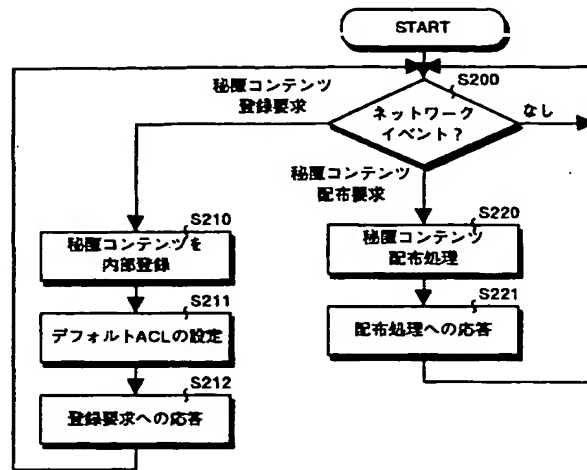 START
秘匿コンテンツ
登録要求
S200
ネットワーク
イベント？
なし
秘匿コンテンツ
配布要求
S210
秘匿コンテンツを
内部登録
S211
デフォルトACLの設定
S212
登録要求への応答
S220
秘匿コンテンツ
配布処理
S221
配布処理への応答